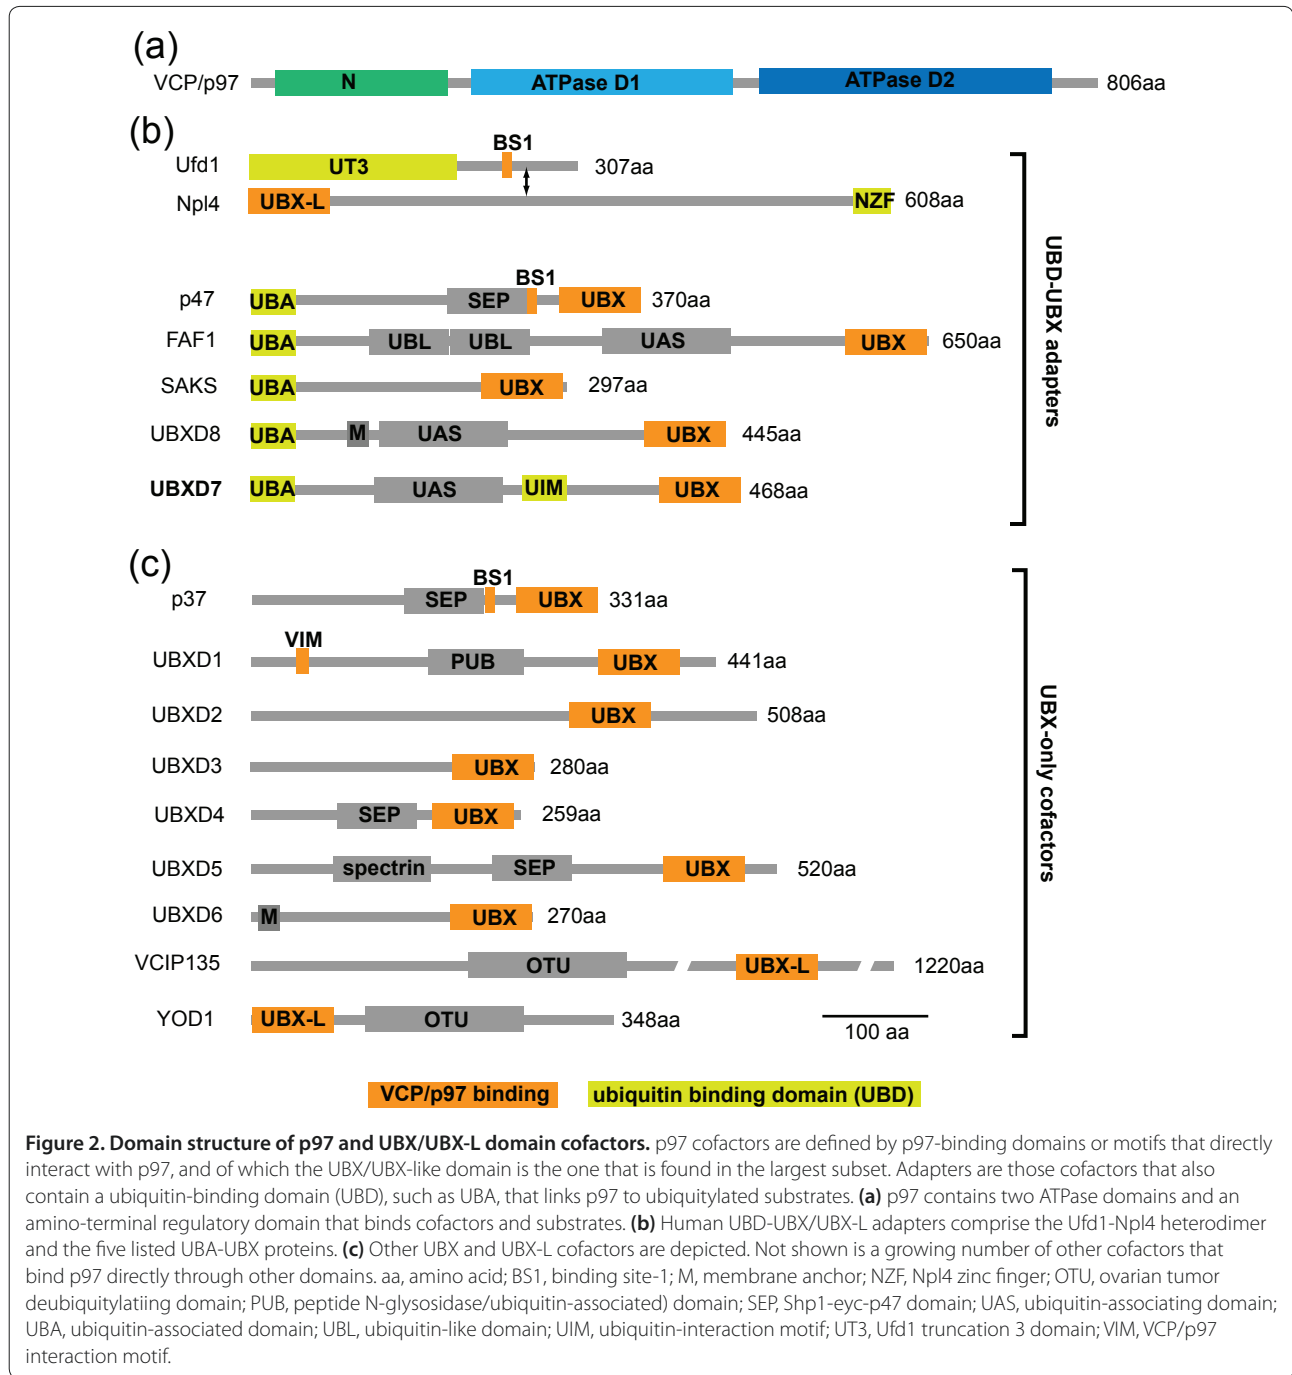 (a)
VCP/p97 N ATPase D1 ATPase D2 806aa
(b)
BS1
Ufd1 UT3 307aa
Npl4 UBX-L NZF 608aa
BS1
p47 UBA SEP UBX 370aa
FAF1 UBA UBL UBL UAS UBX 650aa
SAKS UBA UBX 297aa
UBXD8 UBA M UAS UBX 445aa
UBXD7 UBA UAS UIM UBX 468aa
UBD-UBX adapters
(c)
BS1
p37 SEP UBX 331aa
VIM
UBXD1 PUB UBX 441aa
UBXD2 UBX 508aa
UBXD3 UBX 280aa
UBXD4 SEP UBX 259aa
UBXD5 spectrin SEP UBX 520aa
UBXD6 M UBX 270aa
VCIP135 OTU UBX-L 1220aa
YOD1 UBX-L OTU 348aa
100 aa
UBX-only cofactors
VCP/p97 binding ubiquitin binding domain (UBD)
Figure 2. Domain structure of p97 and UBX/UBX-L domain cofactors. p97 cofactors are defined by p97-binding domains or motifs that directly
interact with p97, and of which the UBX/UBX-like domain is the one that is found in the largest subset. Adapters are those cofactors that also
contain a ubiquitin-binding domain (UBD), such as UBA, that links p97 to ubiquitylated substrates. (a) p97 contains two ATPase domains and an
amino-terminal regulatory domain that binds cofactors and substrates. (b) Human UBD-UBX/UBX-L adapters comprise the Ufd1-Npl4 heterodimer
and the five listed UBA-UBX proteins. (c) Other UBX and UBX-L cofactors are depicted. Not shown is a growing number of other cofactors that
bind p97 directly through other domains. aa, amino acid; BS1, binding site-1; M, membrane anchor; NZF, Npl4 zinc finger; OTU, ovarian tumor
deubiquitylatiing domain; PUB, peptide N-glysosidase/ubiquitin-associated) domain; SEP, Shp1-eyc-p47 domain; UAS, ubiquitin-associating domain;
UBA, ubiquitin-associated domain; UBL, ubiquitin-like domain; UIM, ubiquitin-interaction motif; UT3, Ufd1 truncation 3 domain; VIM, VCP/p97
interaction motif.